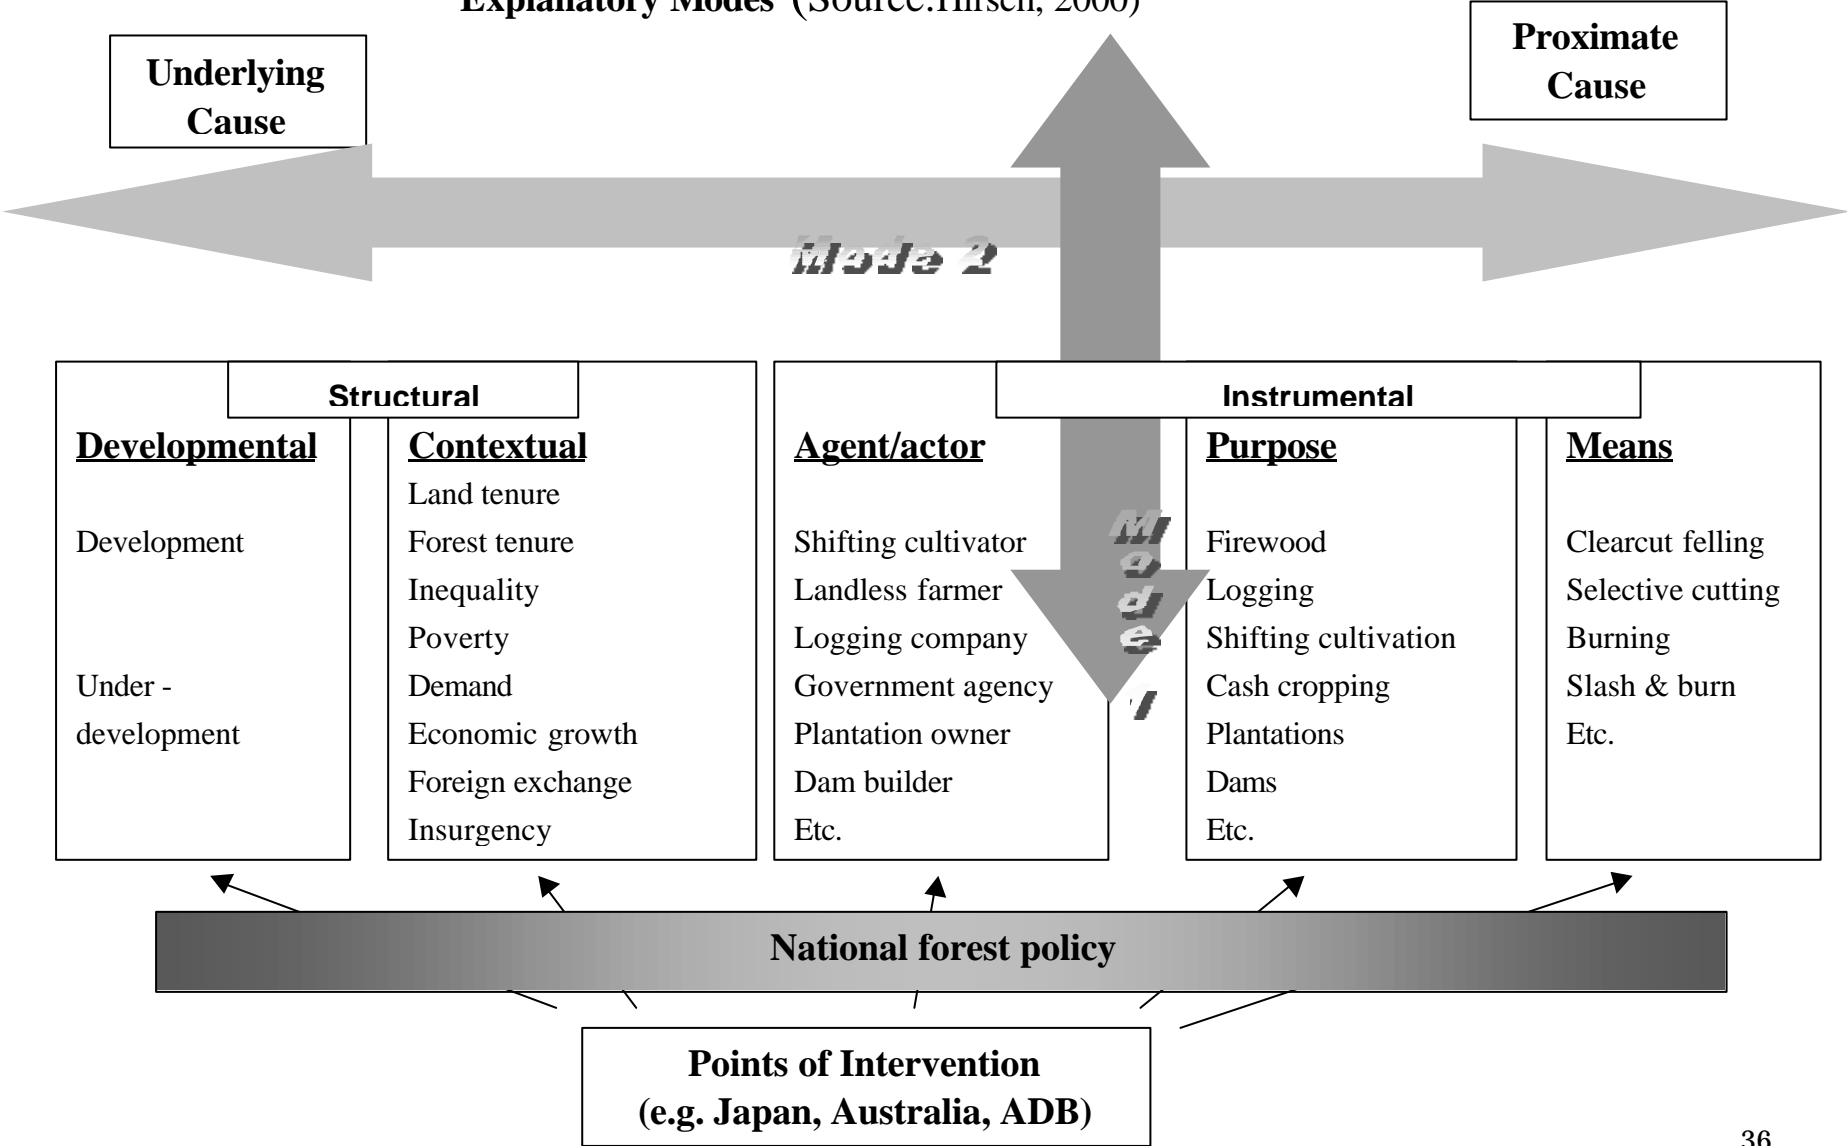 Explanatory Modes (Source:Hirsch, 2000)
Underlying
Cause
Proximate
Cause
Mode 2
Structural
Instrumental
Developmental
Development
Under -
development
Contextual
Land tenure
Forest tenure
Inequality
Poverty
Demand
Economic growth
Foreign exchange
Insurgency
Agent/actor
Shifting cultivator
Landless farmer
Logging company
Government agency
Plantation owner
Dam builder
Etc.
Mode 1
Purpose
Firewood
Logging
Shifting cultivation
Cash cropping
Plantations
Dams
Etc.
Means
Clearcut felling
Selective cutting
Burning
Slash & burn
Etc.
National forest policy
Points of Intervention
(e.g. Japan, Australia, ADB)
36